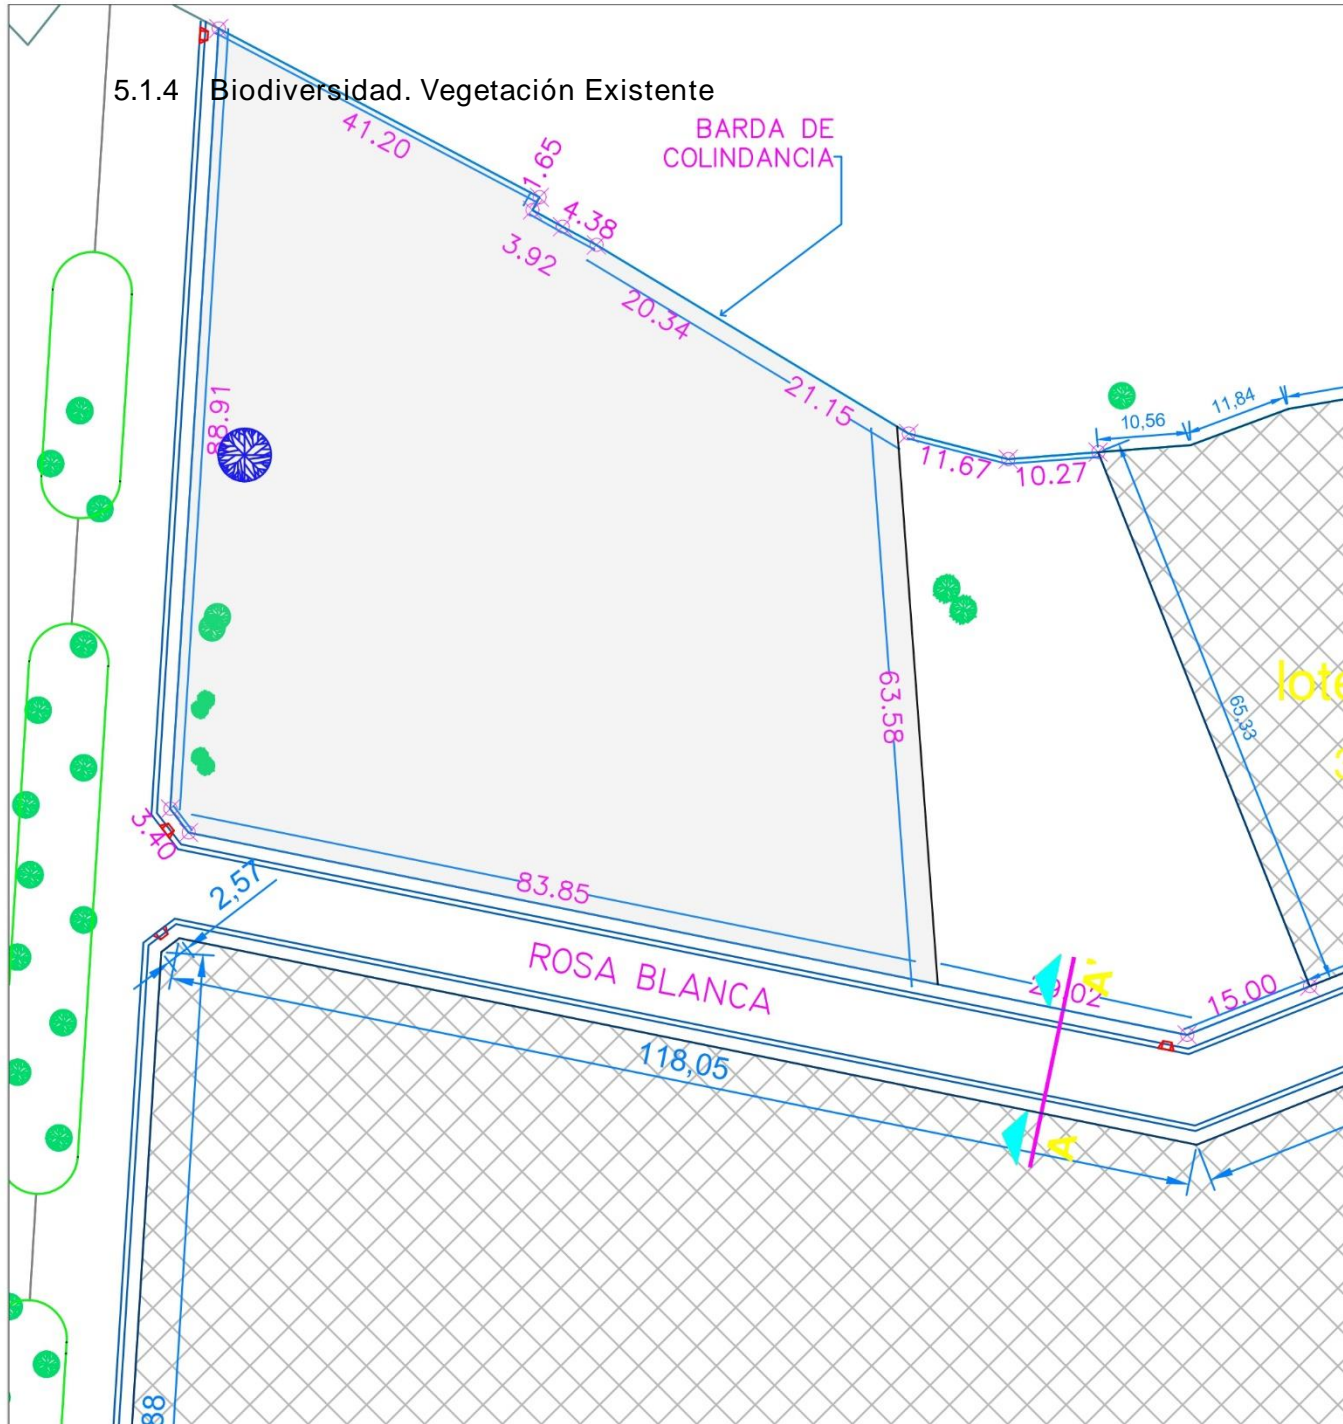 5.1.4 Biodiversidad. Vegetación Existente
BARDA DE
COLINDANCIA
41.20
1.65
4.38
3.92
20.34
21.15
88.91
11.67
10.27
10,56
11,84
63.58
65,33
lote
3.40
2,57
83.85
ROSA BLANCA
29.02
15.00
A'
118,05
A
88